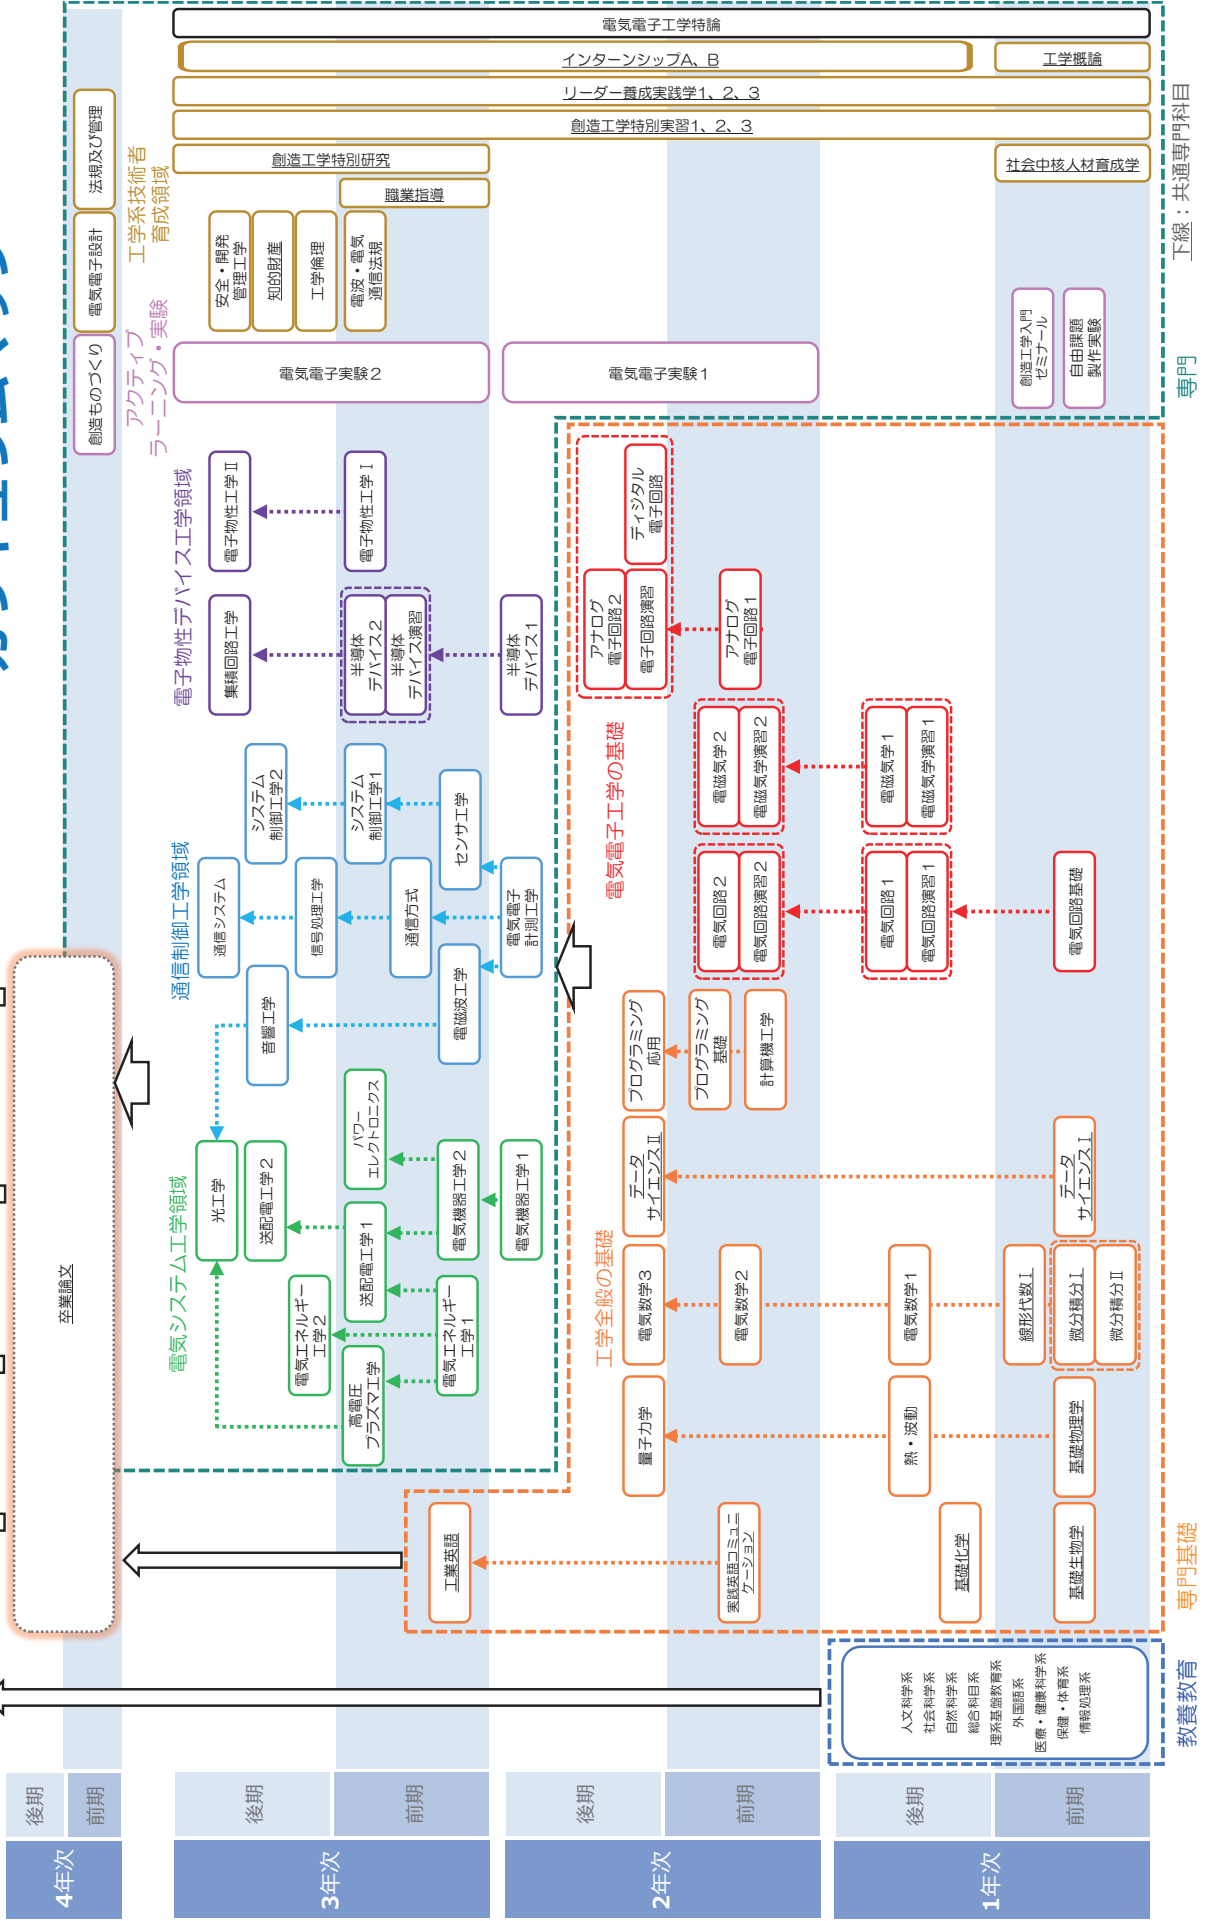 電気電子工学特論
インターンシップA、B
工学概論
リーダー養成実践学1、2、3
創造工学特別実習1、2、3
創造工学特別研究
社会中核人材育成学
職業指導
法規及び管理
電気電子設計
創造ものづくり
工学系技術者
育成領域
アクティブ
ラーニング・実験
安全・開発
管理工学
知的財産
工学倫理
電波・電気
通信法規
電気電子実験2
電気電子実験1
創造工学入門
ゼミナール
自由課題
製作実験
下線：共通専門科目
専門
電子物性デバイス工学領域
電子物性工学Ⅱ
電子物性工学Ⅰ
集積回路工学
半導体
デバイス2
半導体
デバイス演習
半導体
デバイス1
ディジタル
電子回路
アナログ
電子回路2
電子回路演習
アナログ
電子回路1
電気電子工学の基礎
電磁気学2
電磁気学演習2
電磁気学1
電磁気学演習1
電気回路2
電気回路演習2
電気回路1
電気回路演習1
電気回路基礎
通信制御工学領域
システム
制御工学2
システム
制御工学1
センサ工学
通信システム
信号処理工学
通信方式
電気電子
計測工学
音響工学
電磁波工学
プログラミング
応用
プログラミング
基礎
計算機工学
電気システム工学領域
光工学
送配電工学2
パワー
エレクトロニクス
送配電工学1
電気機器工学2
電気機器工学1
電気エネルギー
工学2
電気エネルギー
工学1
高電圧
プラズマ工学
卒業論文
工学全般の基礎
データ
サイエンスⅡ
データ
サイエンスⅠ
電気数学3
電気数学2
電気数学1
線形代数Ⅰ
微分積分Ⅰ
微分積分Ⅱ
量子力学
熱・波動
基礎物理学
工業英語
実践英語コミュニ
ケーション
基礎化学
基礎生物学
専門基礎
人文科学系
社会科学系
自然科学系
総合科目系
理系基盤教育系
外国語系
医療・健康科学系
保健・体育系
情報処理系
教養教育
後期
前期
後期
前期
後期
前期
後期
前期
4年次
3年次
2年次
1年次